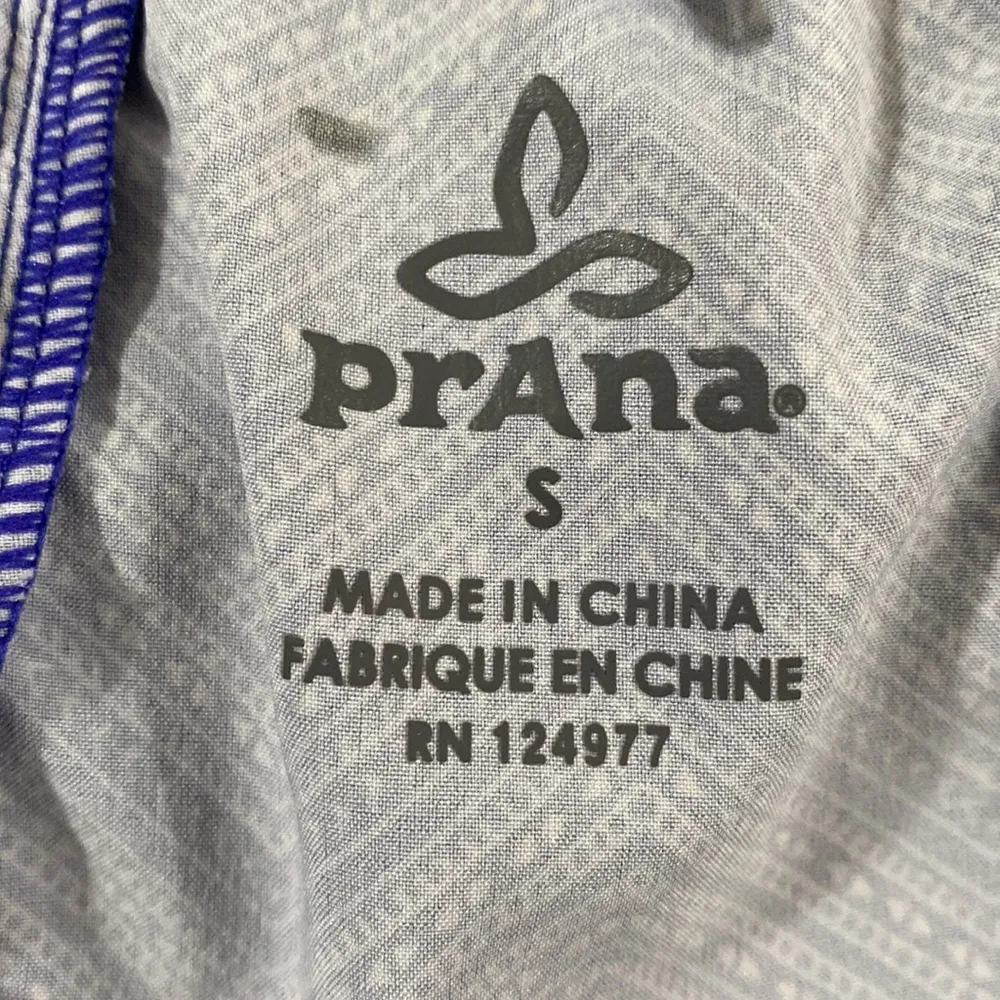 prAna®
S
MADE IN CHINA
FABRIQUE EN CHINE
RN 124977